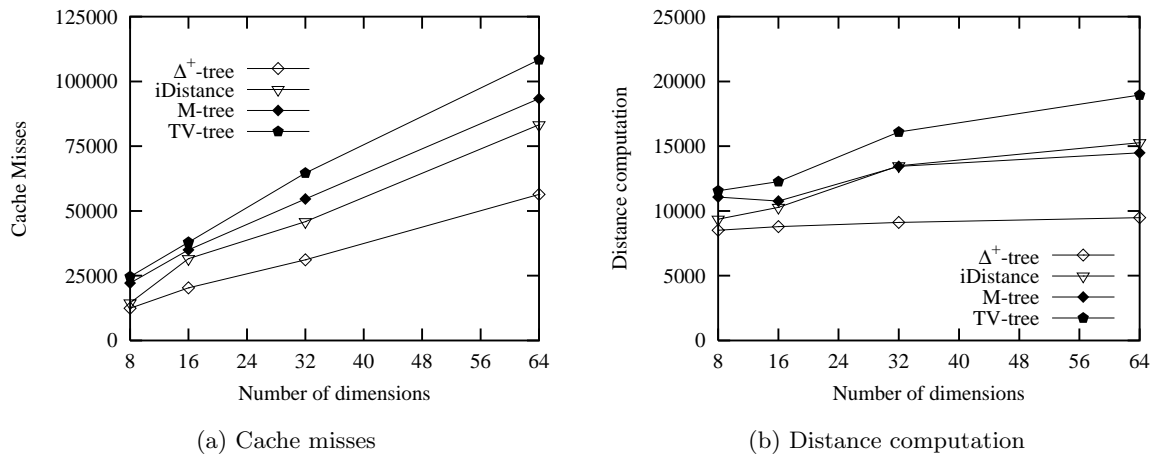 125000
100000
75000
50000
25000
0
Cache Misses
Δ+-tree
iDistance
M-tree
TV-tree
8 16 24 32 40 48 56 64
Number of dimensions
(a) Cache misses
25000
20000
15000
10000
5000
0
Distance computation
Δ+-tree
iDistance
M-tree
TV-tree
8 16 24 32 40 48 56 64
Number of dimensions
(b) Distance computation